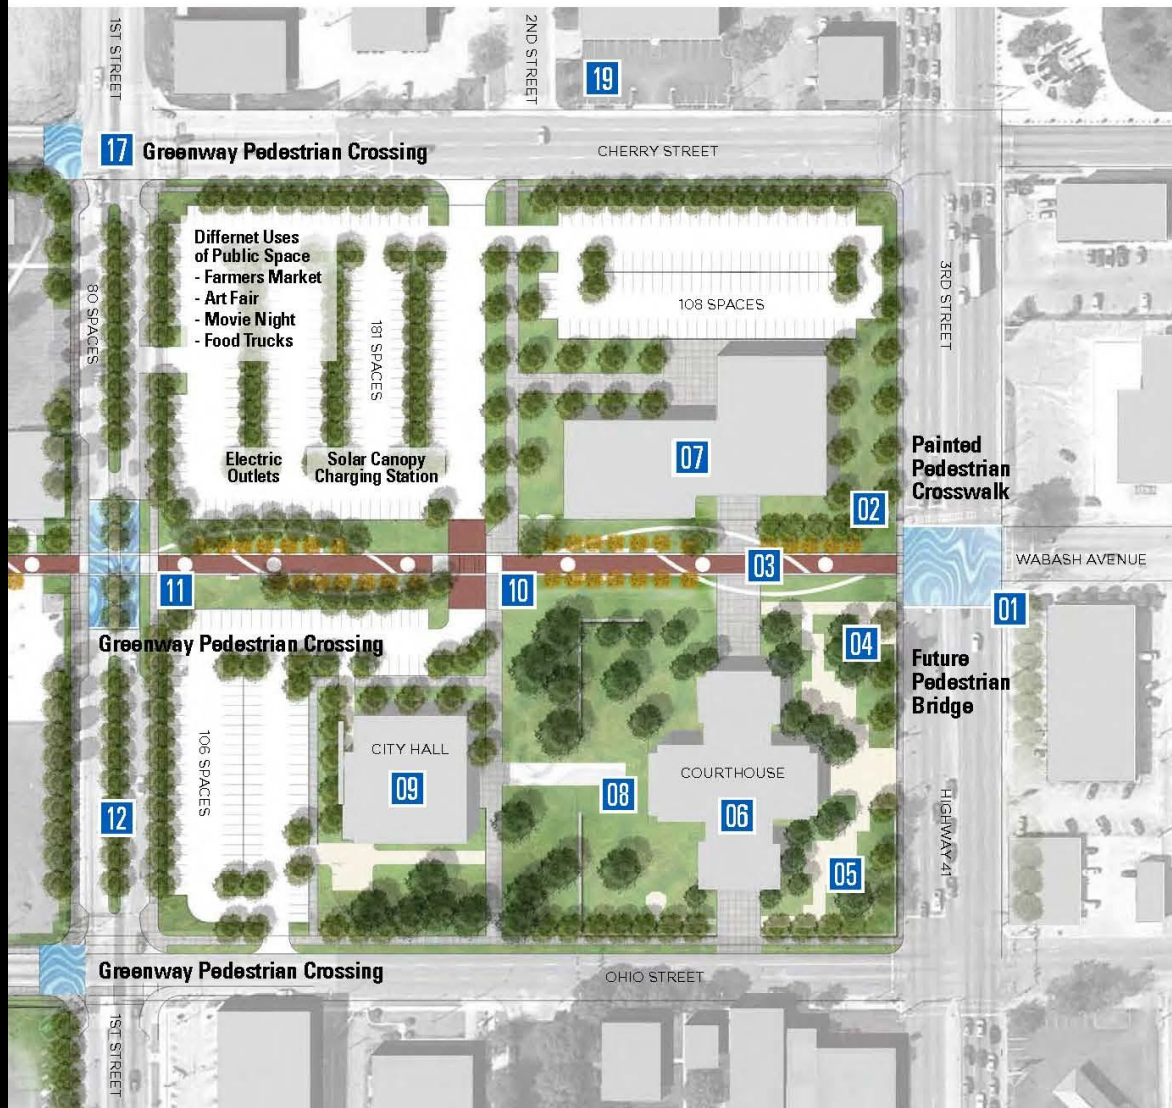 1ST STREET
2ND STREET
19
17 Greenway Pedestrian Crossing
CHERRY STREET
Differnet Uses
of Public Space
- Farmers Market
- Art Fair
- Movie Night
- Food Trucks
80 SPACES
181 SPACES
108 SPACES
3RD STREET
Electric
Outlets
Solar Canopy
Charging Station
07
Painted
Pedestrian
Crosswalk
02
WABASH AVENUE
03
11
10
01
Greenway Pedestrian Crossing
04
Future
Pedestrian
Bridge
106 SPACES
CITY HALL
09
COURTHOUSE
08
06
12
HIGHWAY 41
05
Greenway Pedestrian Crossing
OHIO STREET
1ST STREET